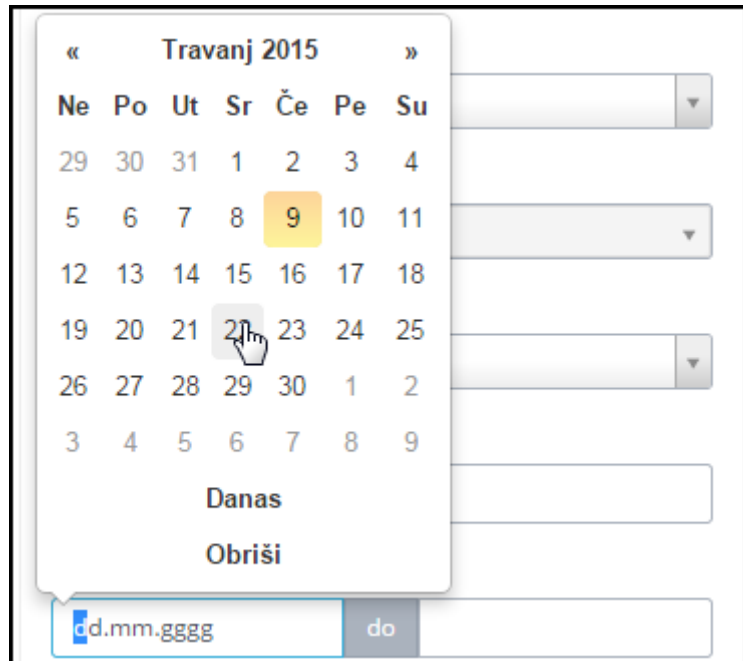 « Travanj 2015 »
Ne Po Ut Sr Če Pe Su
29 30 31 1 2 3 4
5 6 7 8 9 10 11
12 13 14 15 16 17 18
19 20 21 22 23 24 25
26 27 28 29 30 1 2
3 4 5 6 7 8 9
Danas
Obriši
dd.mm.gggg do